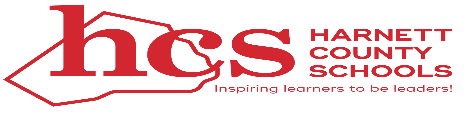 hcs
HARNETT
COUNTY
SCHOOLS
Inspiring learners to be leaders!